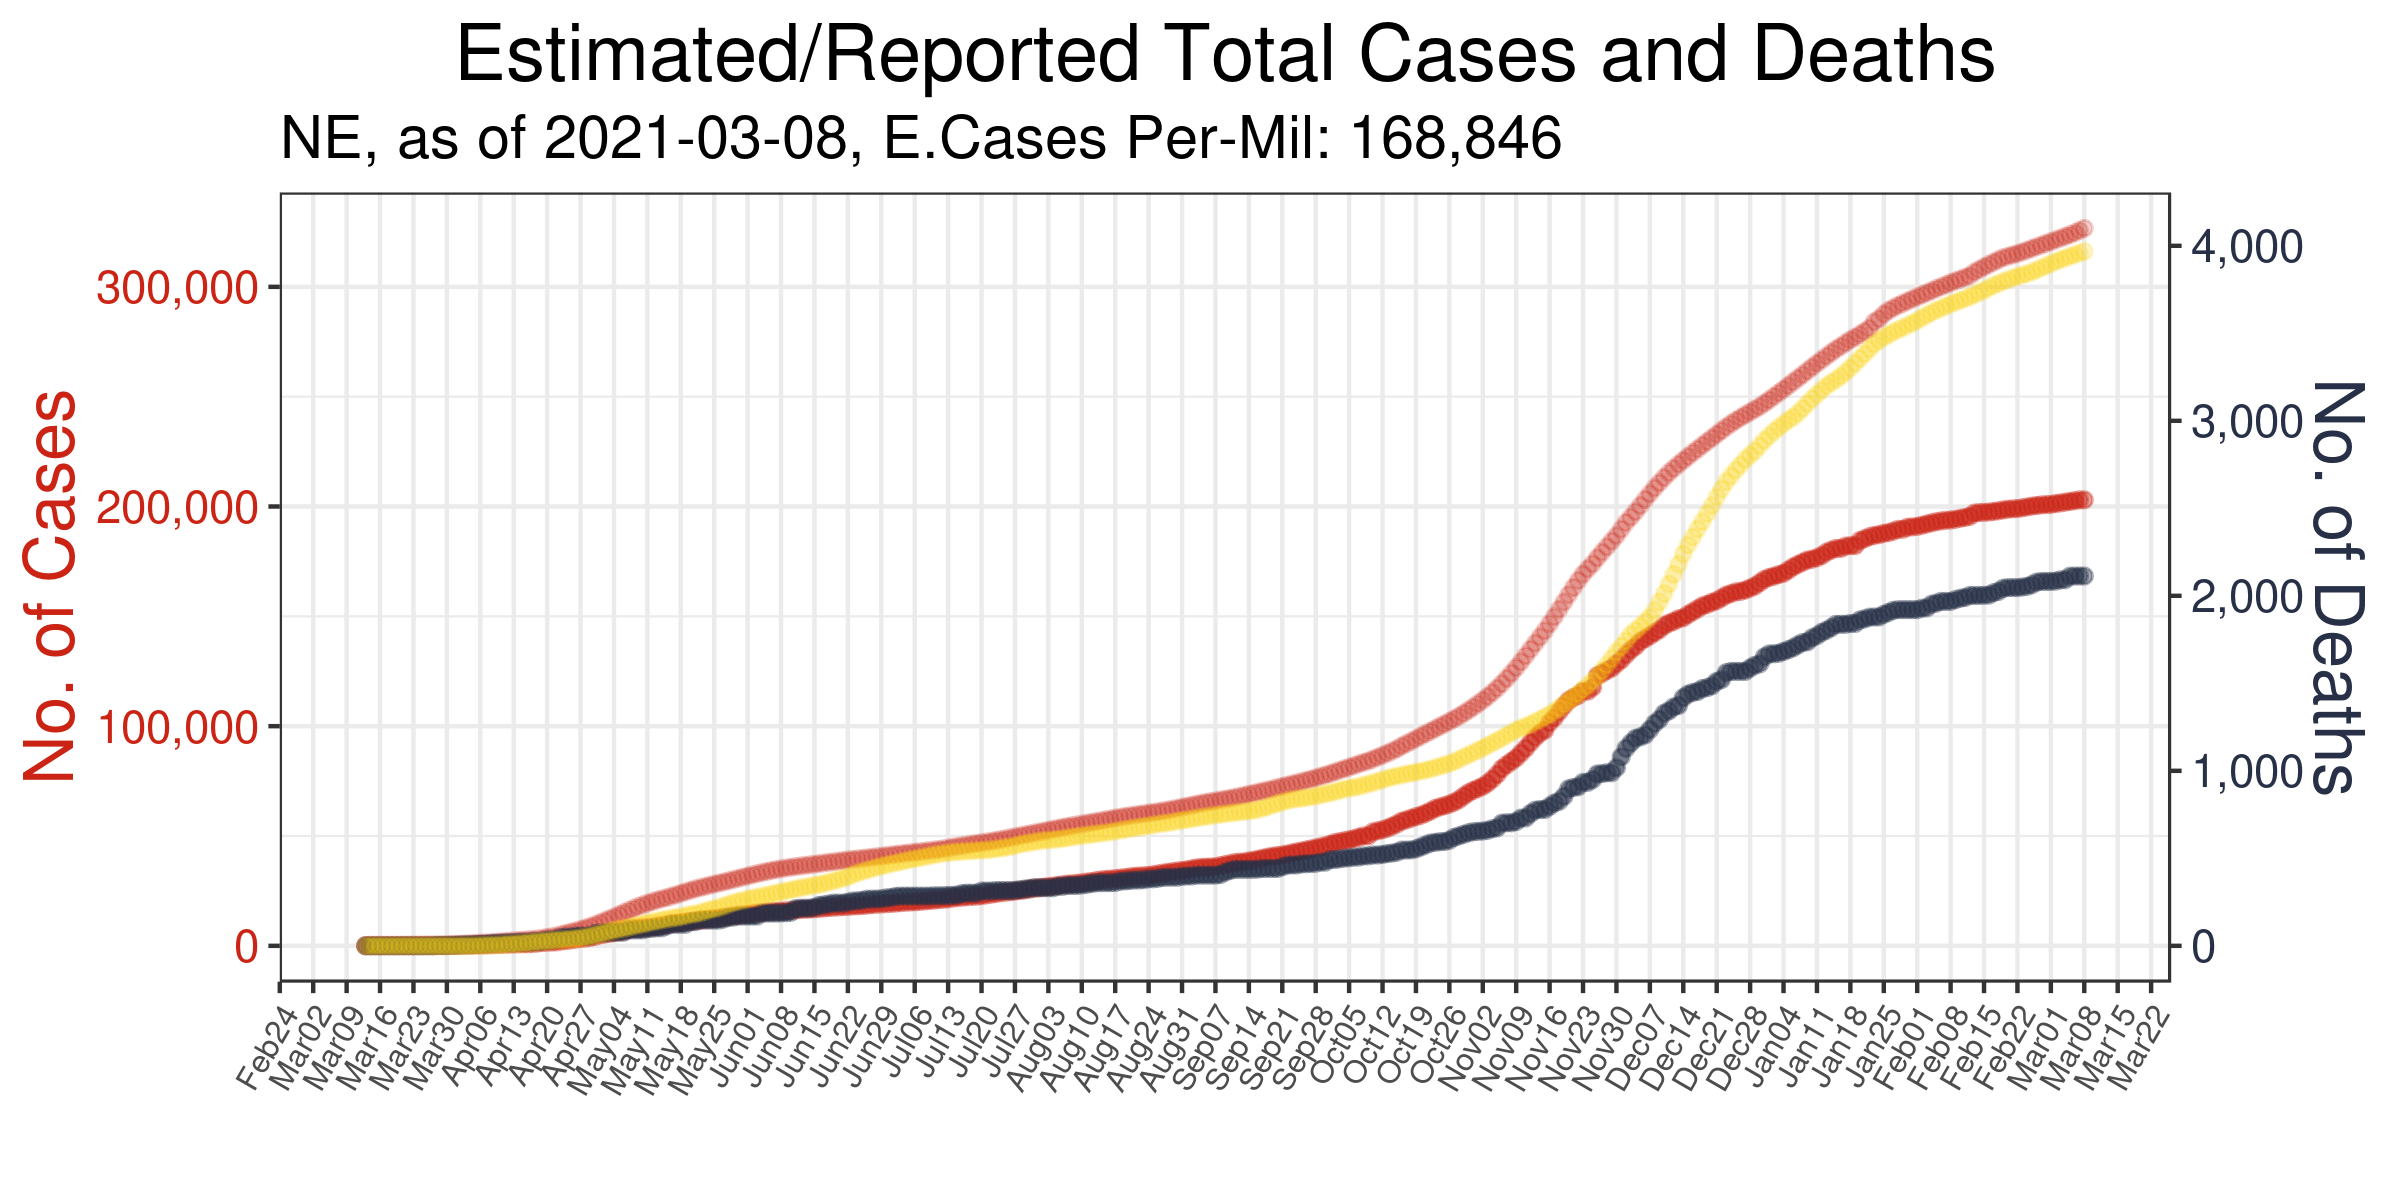 Estimated/Reported Total Cases and Deaths
NE, as of 2021-03-08, E.Cases Per-Mil: 168,846
No. of Cases
300,000
200,000
100,000
0
4,000
3,000
2,000
1,000
0
No. of Deaths
Feb24
Mar02
Mar09
Mar16
Mar23
Mar30
Apr06
Apr13
Apr20
Apr27
May04
May11
May18
May25
Jun01
Jun08
Jun15
Jun22
Jun29
Jul06
Jul13
Jul20
Jul27
Aug03
Aug10
Aug17
Aug24
Aug31
Sep07
Sep14
Sep21
Sep28
Oct05
Oct12
Oct19
Oct26
Nov02
Nov09
Nov16
Nov23
Nov30
Dec07
Dec14
Dec21
Dec28
Jan04
Jan11
Jan18
Jan25
Feb01
Feb08
Feb15
Feb22
Mar01
Mar08
Mar15
Mar22